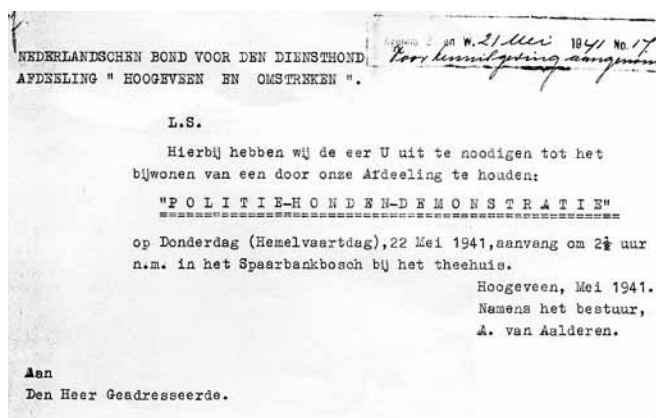 en W. 21 Mei 1941 No. 17
Voor kennisgeving aangenomen
NEDERLANDSCHEN BOND VOOR DEN DIENSTHOND,
AFDEELING " HOOGEVEEN EN OMSTREKEN ".
L.S.
Hierbij hebben wij de eer U uit te noodigen tot het
bijwonen van een door onze Afdeeling te houden:
"P O L I T I E-H O N D E N-D E M O N S T R A T I E"
op Donderdag (Hemelvaartdag),22 Mei 1941,aanvang om 2½ uur
n.m. in het Spaarbankbosch bij het theehuis.
Hoogeveen, Mei 1941.
Namens het bestuur,
A. van Aalderen.
Aan
Den Heer Geadresseerde.